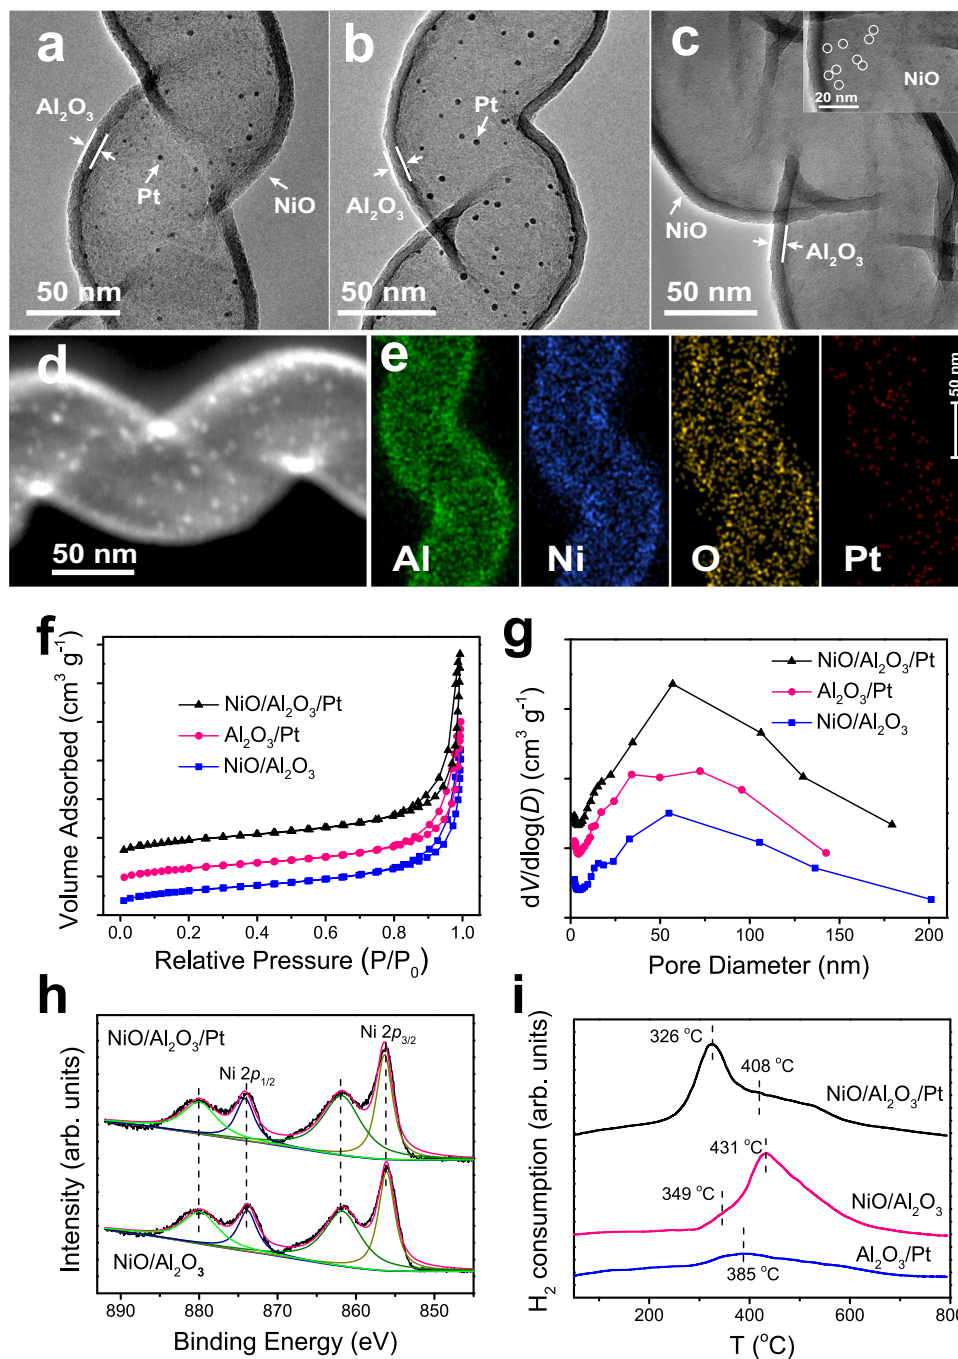 a
Al₂O₃
Pt
NiO
50 nm
b
Pt
Al₂O₃
50 nm
c
NiO
20 nm
NiO
Al₂O₃
50 nm
d
50 nm
e
Al
Ni
O
Pt
50 nm
f
Volume Adsorbed (cm³ g⁻¹)
NiO/Al₂O₃/Pt
Al₂O₃/Pt
NiO/Al₂O₃
0.0 0.2 0.4 0.6 0.8 1.0
Relative Pressure (P/P₀)
g
dV/dlog(D) (cm³ g⁻¹)
NiO/Al₂O₃/Pt
Al₂O₃/Pt
NiO/Al₂O₃
0 50 100 150 200
Pore Diameter (nm)
h
Intensity (arb. units)
NiO/Al₂O₃/Pt
Ni 2p₃/₂
Ni 2p₁/₂
NiO/Al₂O₃
890 880 870 860 850
Binding Energy (eV)
i
H₂ consumption (arb. units)
326 °C
408 °C
NiO/Al₂O₃/Pt
431 °C
349 °C
NiO/Al₂O₃
Al₂O₃/Pt
385 °C
200 400 600 800
T (°C)